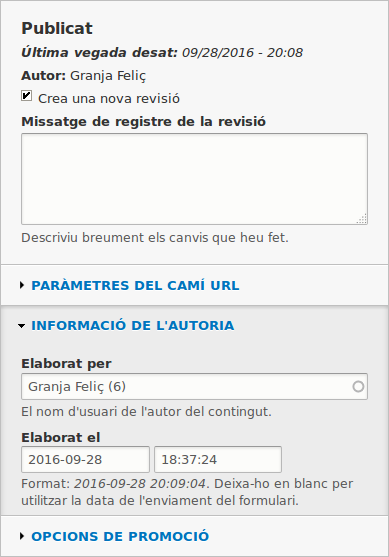 Publicat
Última vegada desat: 09/28/2016 - 20:08
Autor: Granja Feliç
Crea una nova revisió
Missatge de registre de la revisió
Descriviu breument els canvis que heu fet.
PARÀMETRES DEL CAMÍ URL
INFORMACIÓ DE L'AUTORIA
Elaborat per
Granja Feliç (6)
El nom d'usuari de l'autor del contingut.
Elaborat el
2016-09-28 18:37:24
Format: 2016-09-28 20:09:04. Deixa-ho en blanc per
utilitzar la data de l'enviament del formulari.
OPCIONS DE PROMOCIÓ